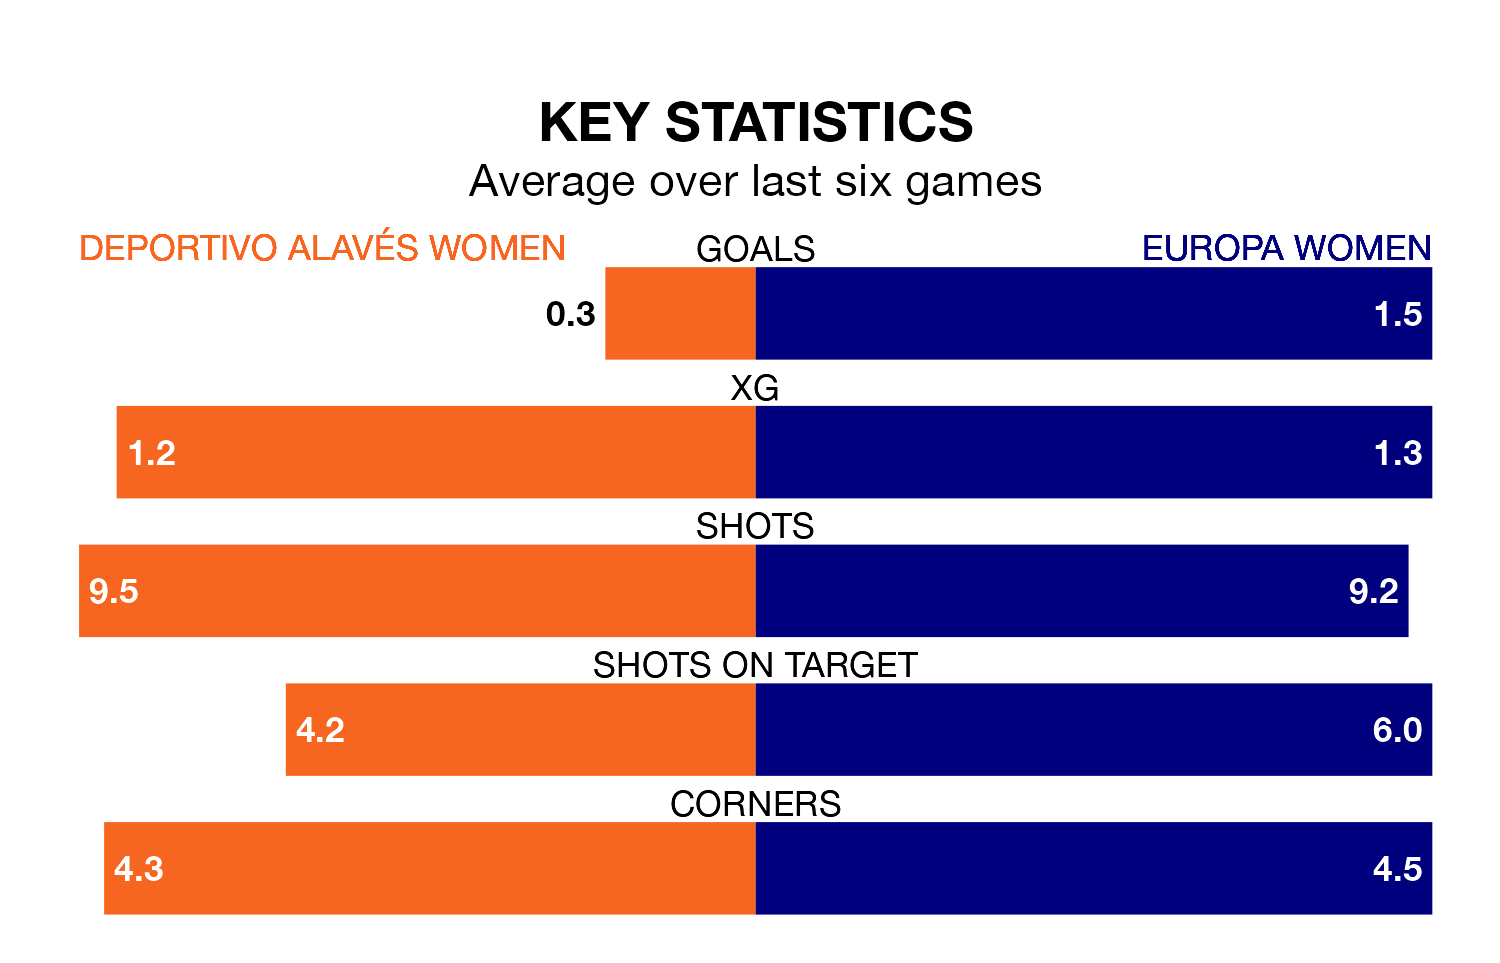 KEY STATISTICS
Average over last six games
DEPORTIVO ALAVÉS WOMEN GOALS EUROPA WOMEN
0.3 1.5
XG
1.2 1.3
SHOTS
9.5 9.2
SHOTS ON TARGET
4.2 6.0
CORNERS
4.3 4.5